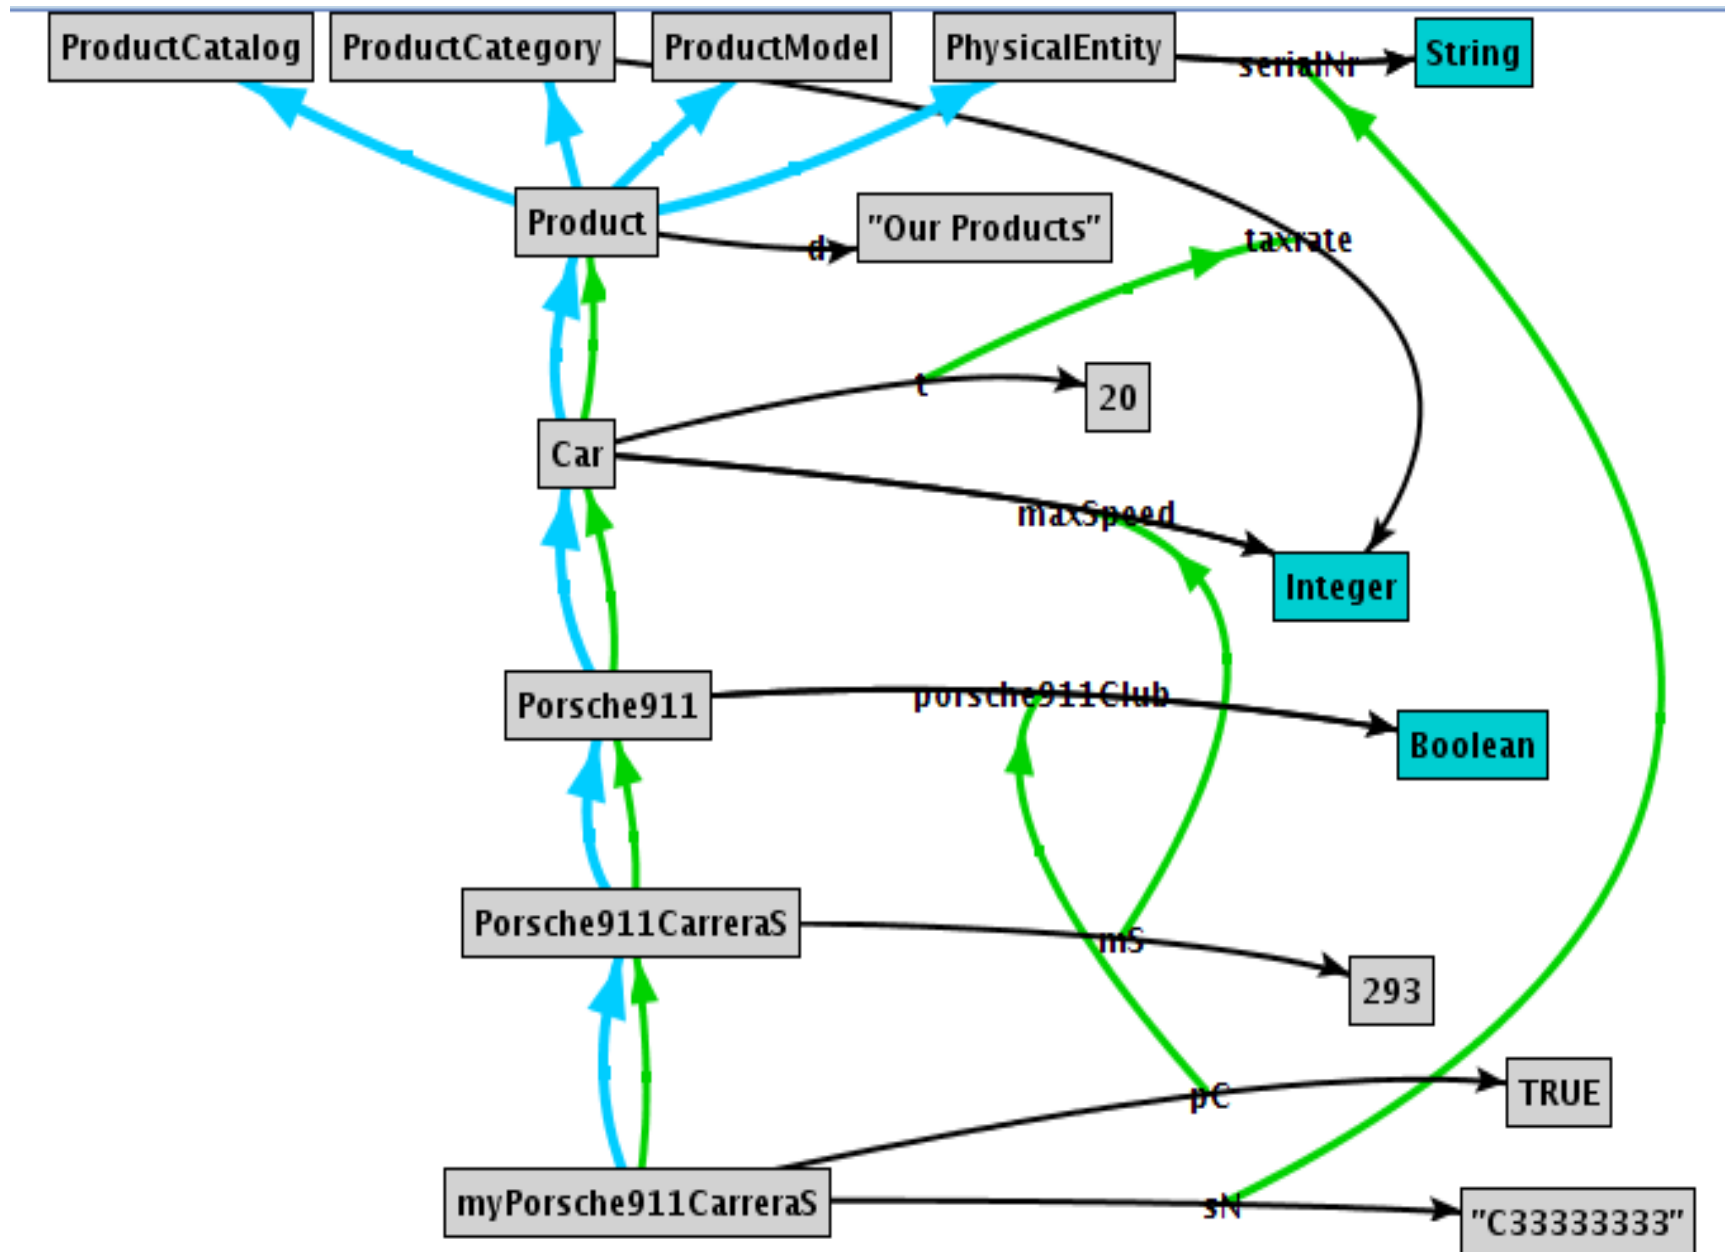 ProductCatalog
ProductCategory
ProductModel
PhysicalEntity
serialNr
String
Product
d
"Our Products"
taxrate
t
20
Car
maxSpeed
Integer
Porsche911
porsche911Club
Boolean
Porsche911CarreraS
mS
293
pC
TRUE
myPorsche911CarreraS
sN
"C33333333"